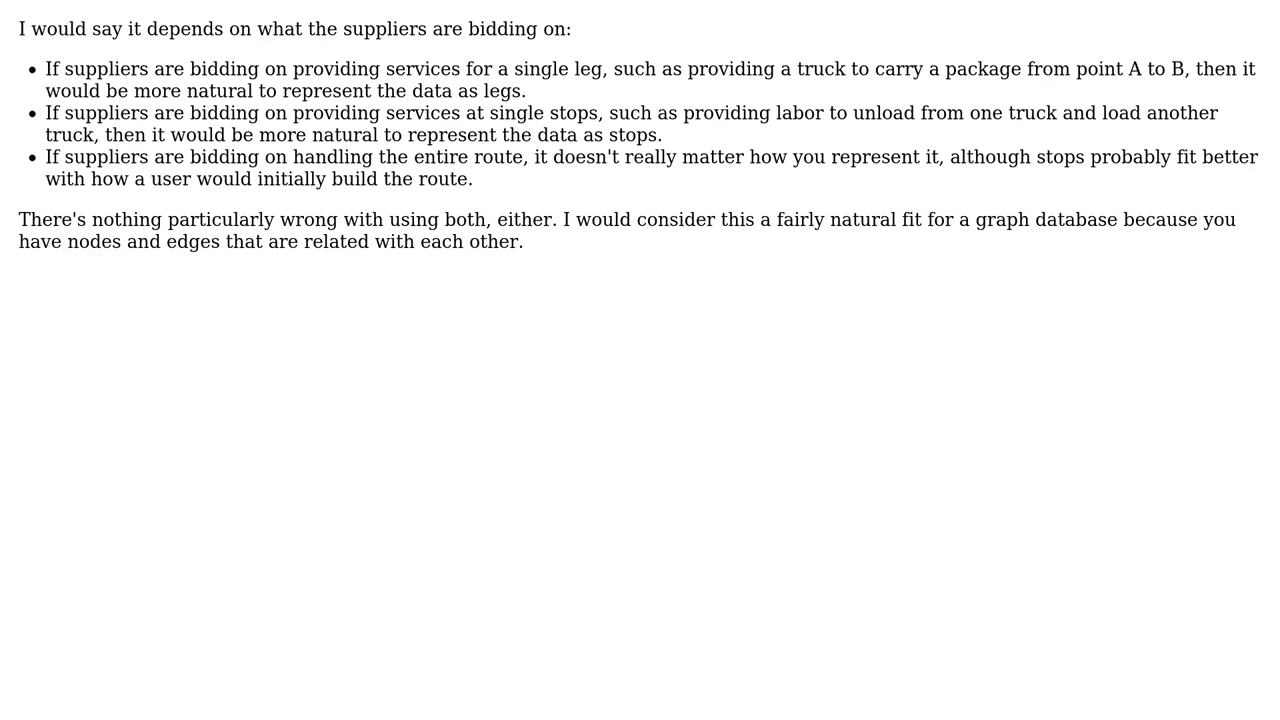 I would say it depends on what the suppliers are bidding on:
• If suppliers are bidding on providing services for a single leg, such as providing a truck to carry a package from point A to B, then it
would be more natural to represent the data as legs.
• If suppliers are bidding on providing services at single stops, such as providing labor to unload from one truck and load another
truck, then it would be more natural to represent the data as stops.
• If suppliers are bidding on handling the entire route, it doesn't really matter how you represent it, although stops probably fit better
with how a user would initially build the route.
There's nothing particularly wrong with using both, either. I would consider this a fairly natural fit for a graph database because you
have nodes and edges that are related with each other.